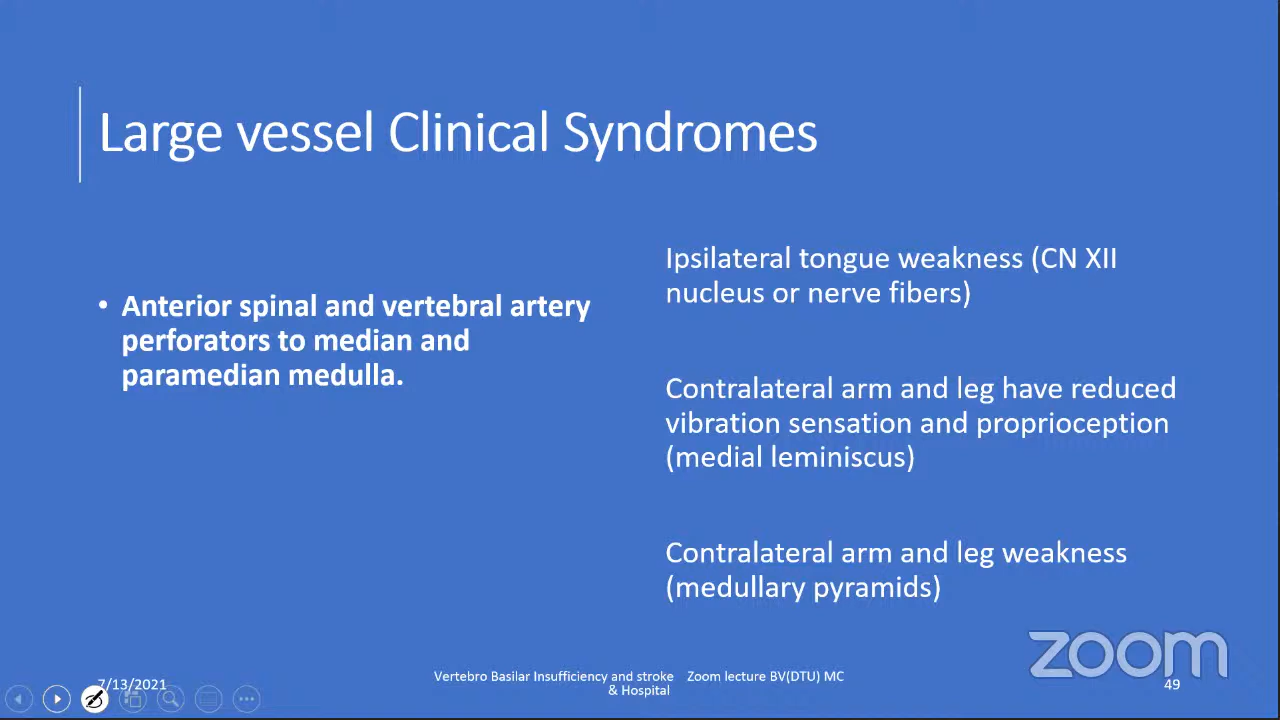 Large vessel Clinical Syndromes
• Anterior spinal and vertebral artery
perforators to median and
paramedian medulla.
Ipsilateral tongue weakness (CN XII
nucleus or nerve fibers)
Contralateral arm and leg have reduced
vibration sensation and proprioception
(medial leminiscus)
Contralateral arm and leg weakness
(medullary pyramids)
zoom
7/13/2021
Vertebro Basilar Insufficiency and stroke Zoom lecture BV(DTU) MC
& Hospital
49